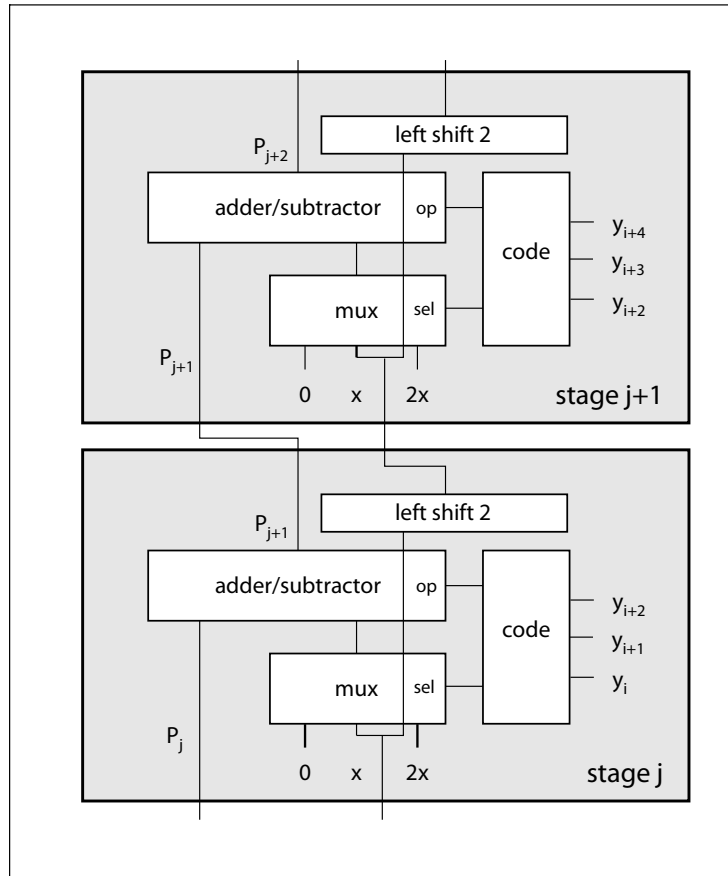 left shift 2
P_{j+2}
adder/subtractor op
code
y_{i+4}
y_{i+3}
y_{i+2}
mux sel
P_{j+1}
0 x 2x
stage j+1
left shift 2
P_{j+1}
adder/subtractor op
code
y_{i+2}
y_{i+1}
y_i
mux sel
P_j
0 x 2x
stage j